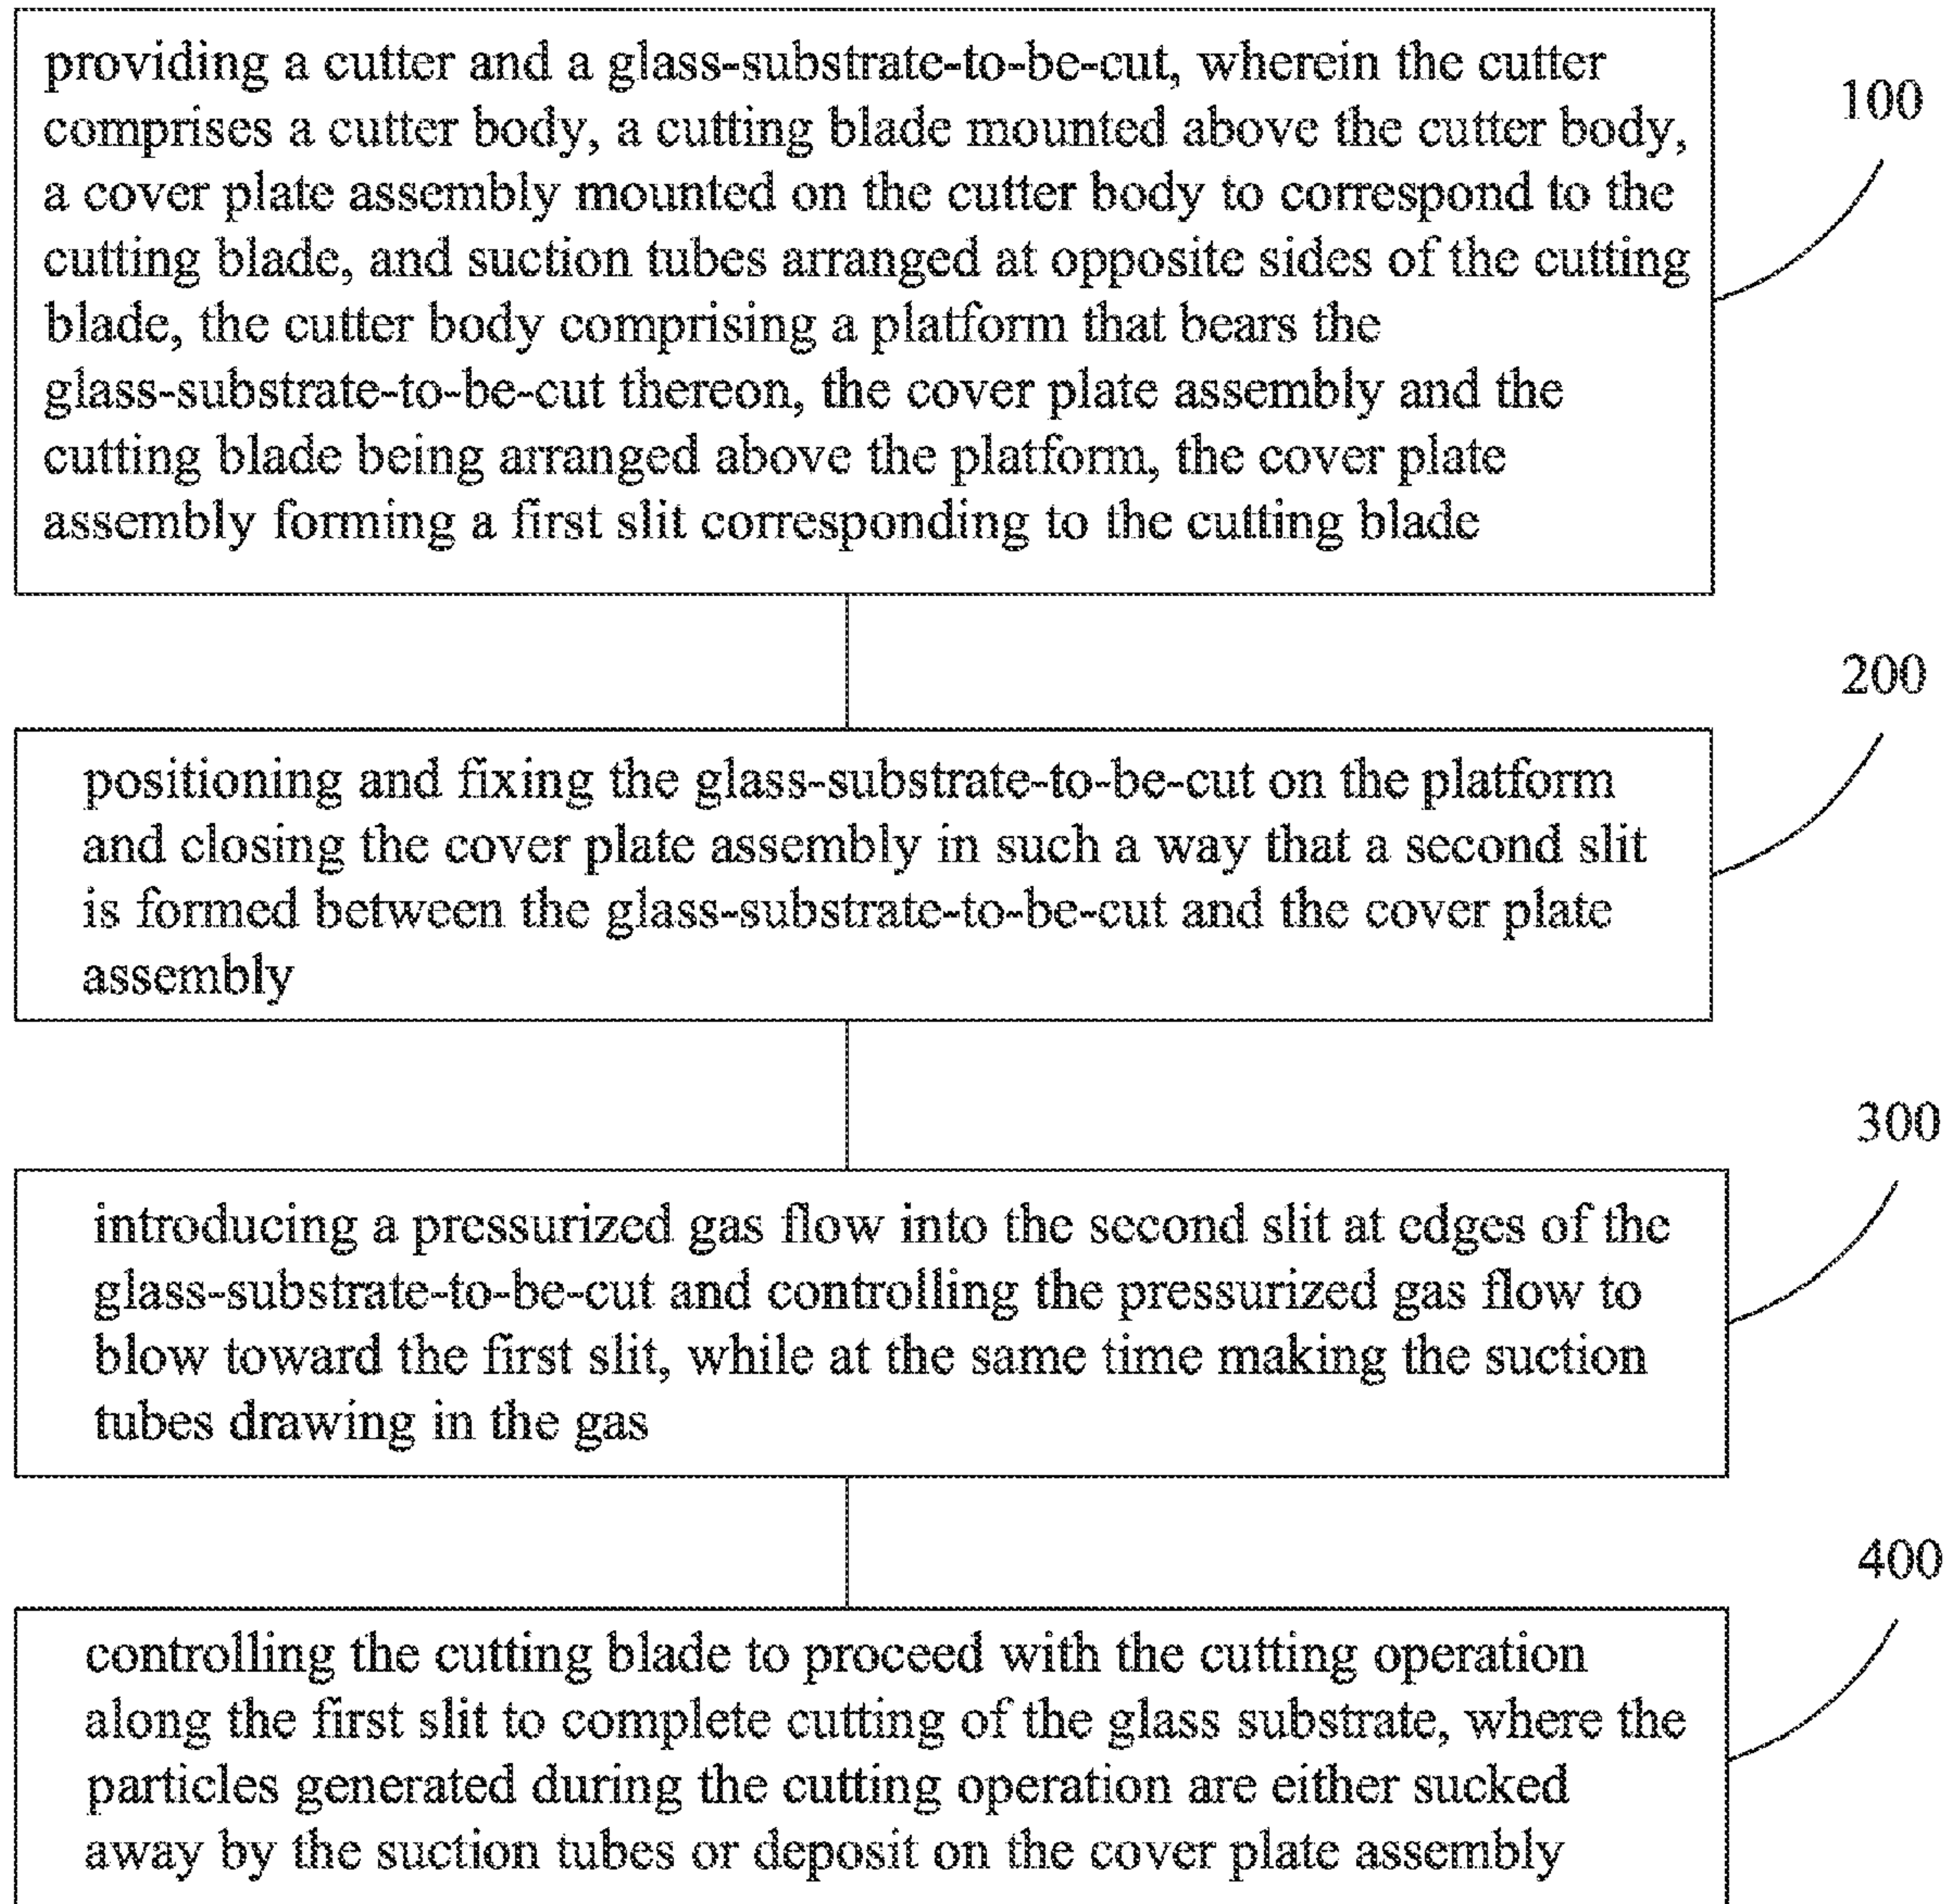 providing a cutter and a glass-substrate-to-be-cut, wherein the cutter
comprises a cutter body, a cutting blade mounted above the cutter body,
a cover plate assembly mounted on the cutter body to correspond to the
cutting blade, and suction tubes arranged at opposite sides of the cutting
blade, the cutter body comprising a platform that bears the
glass-substrate-to-be-cut thereon, the cover plate assembly and the
cutting blade being arranged above the platform, the cover plate
assembly forming a first slit corresponding to the cutting blade
100
positioning and fixing the glass-substrate-to-be-cut on the platform
and closing the cover plate assembly in such a way that a second slit
is formed between the glass-substrate-to-be-cut and the cover plate
assembly
200
introducing a pressurized gas flow into the second slit at edges of the
glass-substrate-to-be-cut and controlling the pressurized gas flow to
blow toward the first slit, while at the same time making the suction
tubes drawing in the gas
300
controlling the cutting blade to proceed with the cutting operation
along the first slit to complete cutting of the glass substrate, where the
particles generated during the cutting operation are either sucked
away by the suction tubes or deposit on the cover plate assembly
400